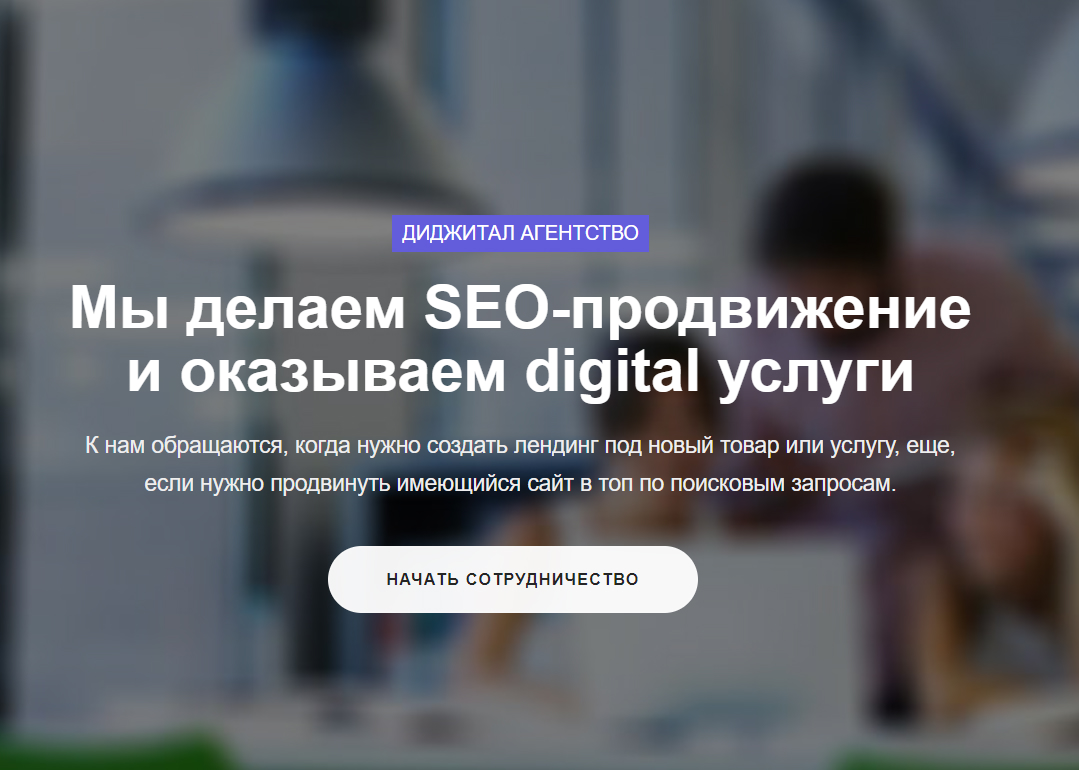 ДИДЖИТАЛ АГЕНТСТВО
Мы делаем SEO-продвижение
и оказываем digital услуги
К нам обращаются, когда нужно создать лендинг под новый товар или услугу, еще,
если нужно продвинуть имеющийся сайт в топ по поисковым запросам.
НАЧАТЬ СОТРУДНИЧЕСТВО